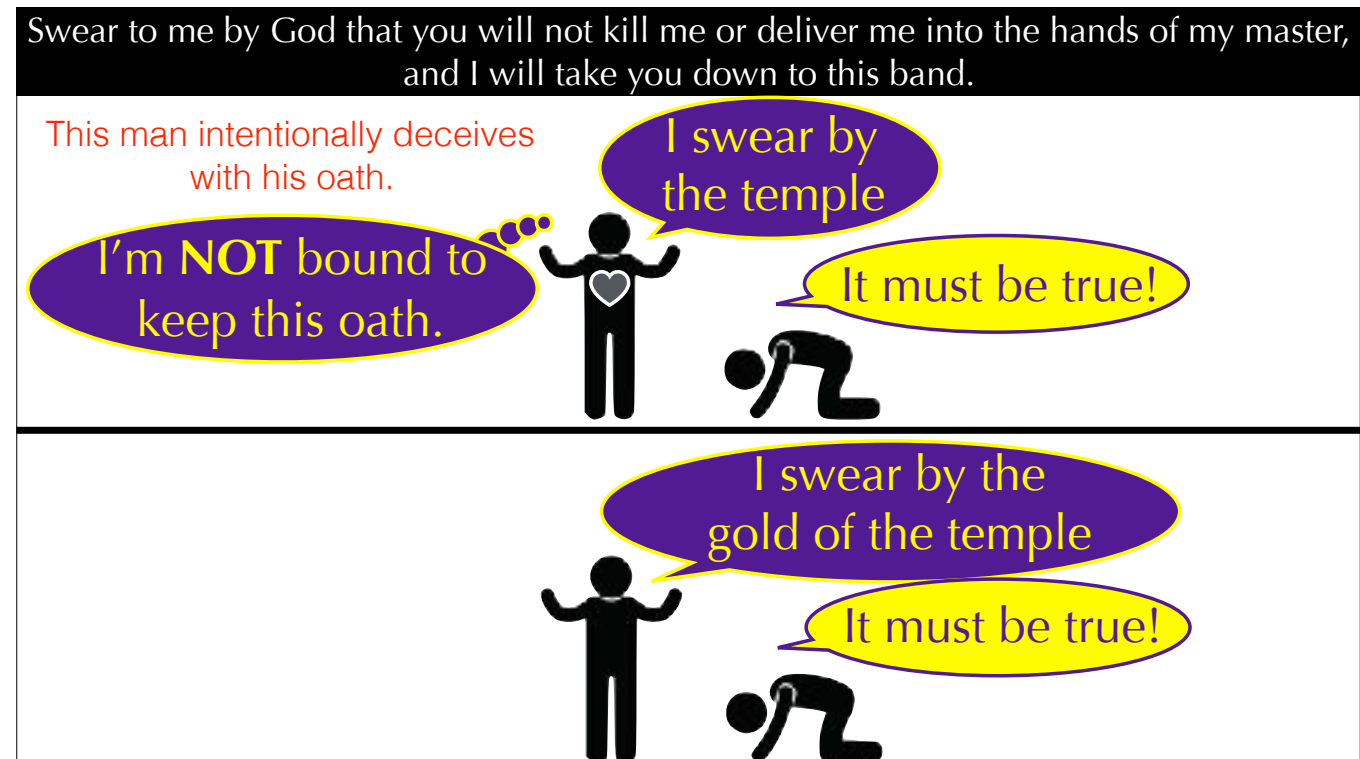 Swear to me by God that you will not kill me or deliver me into the hands of my master,
and I will take you down to this band.
This man intentionally deceives
with his oath.
I swear by
the temple
I’m NOT bound to
keep this oath.
It must be true!
I swear by the
gold of the temple
It must be true!